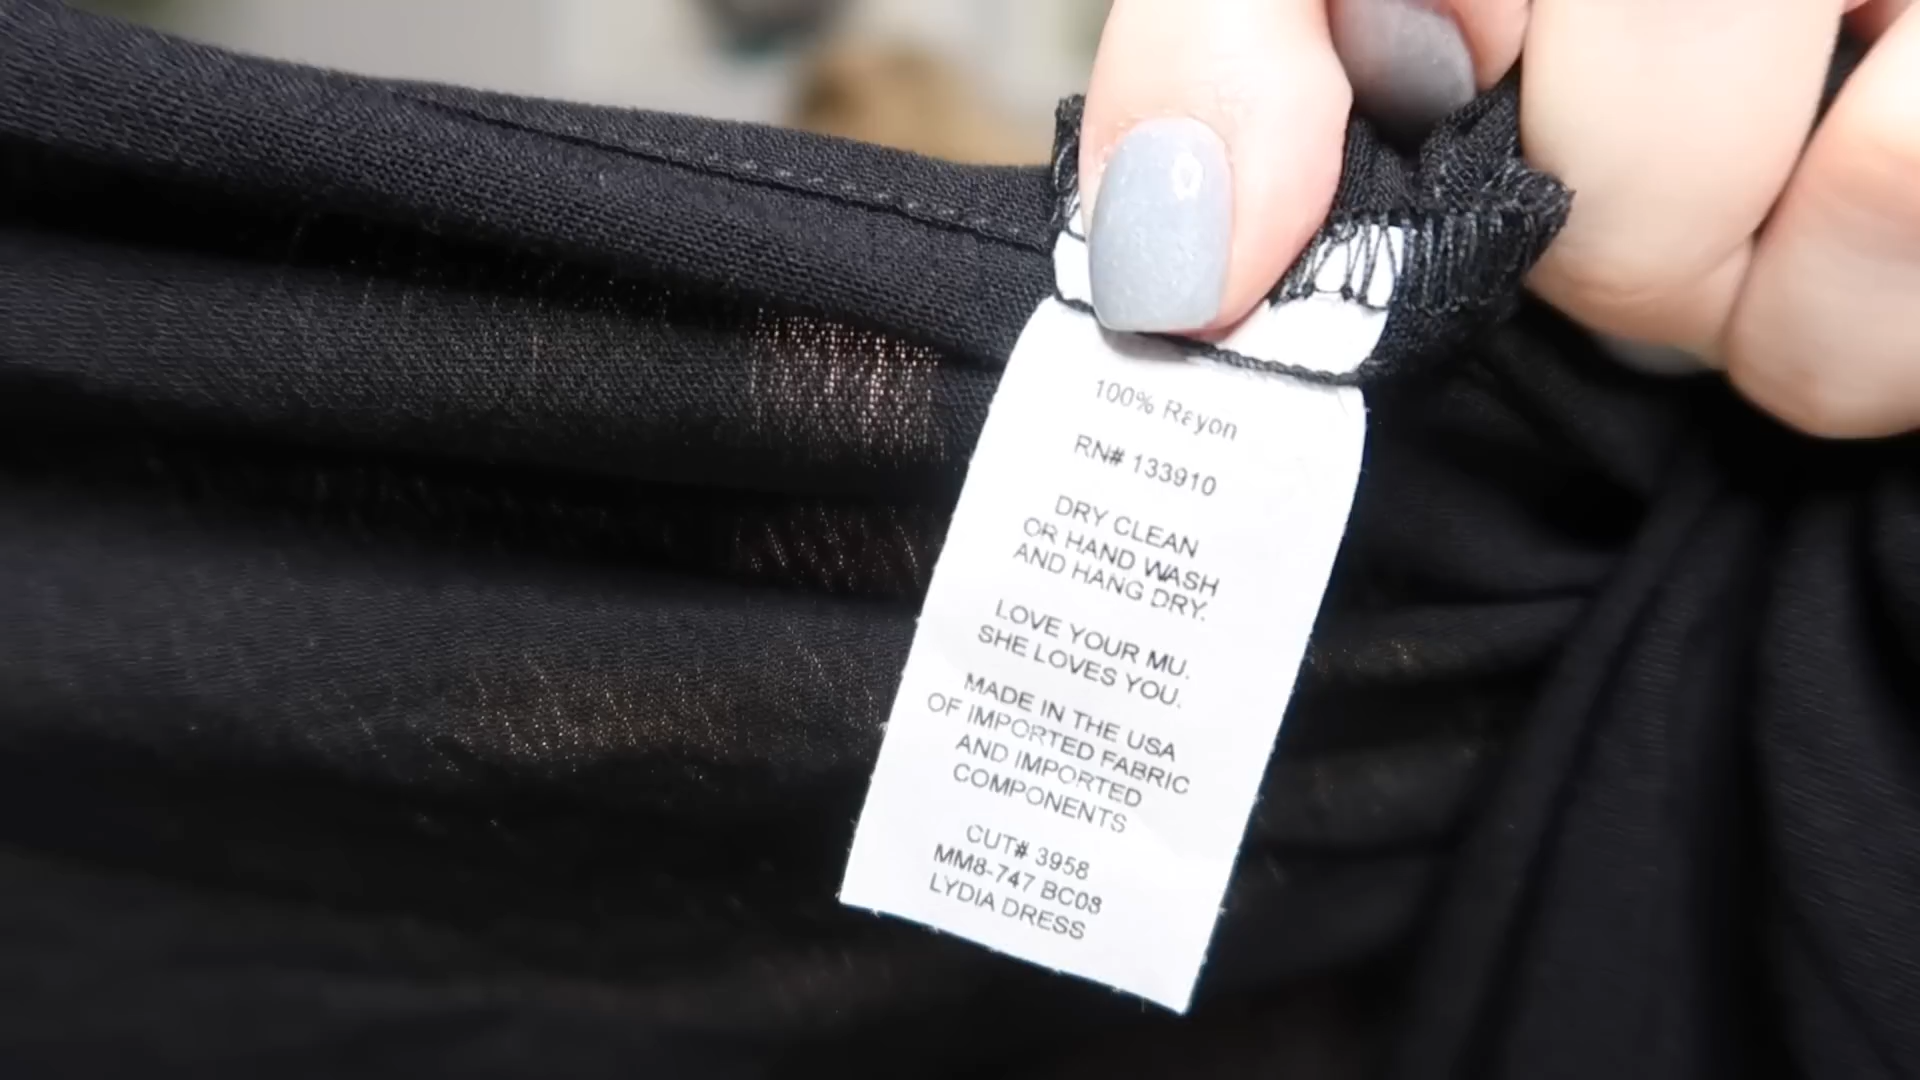 100% Rayon
RN# 133910
DRY CLEAN
OR HAND WASH
AND HANG DRY.
LOVE YOUR MU.
SHE LOVES YOU.
MADE IN THE USA
OF IMPORTED FABRIC
AND IMPORTED
COMPONENTS
CUT# 3958
MM8-747 BC08
LYDIA DRESS